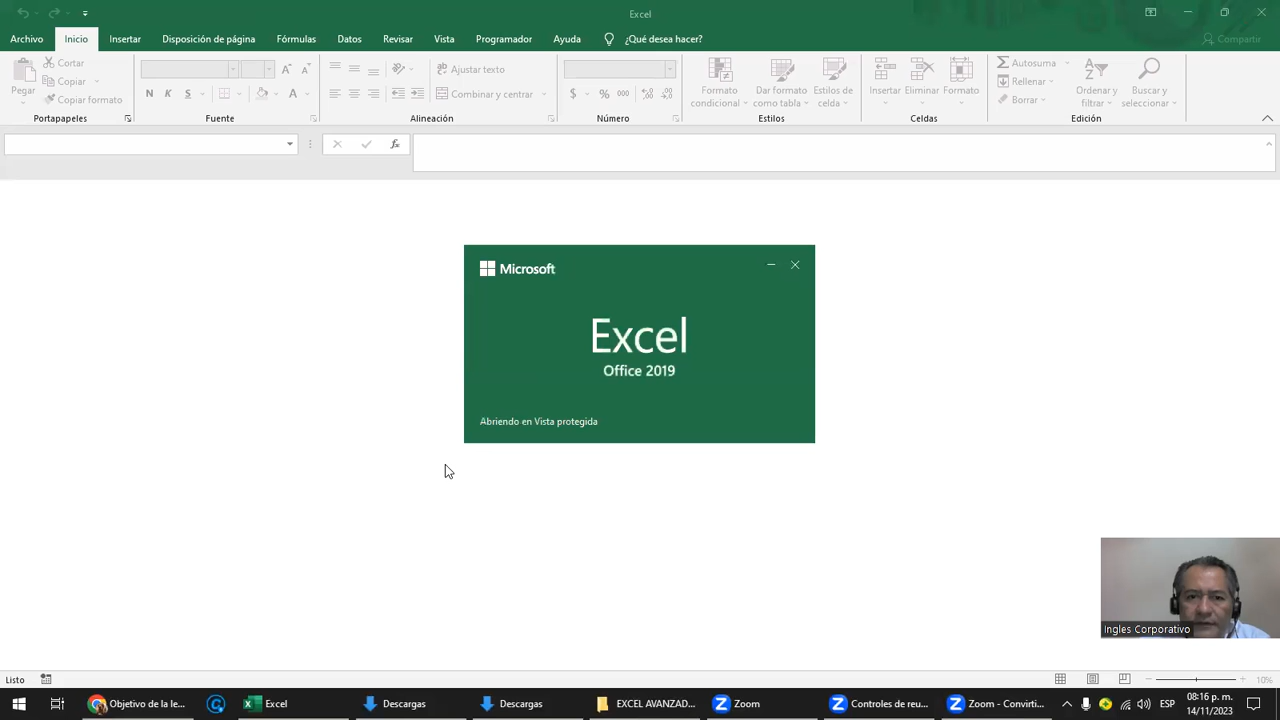 Excel
Archivo Inicio Insertar Disposición de página Fórmulas Datos Revisar Vista Programador Ayuda ¿Qué desea hacer? Compartir
Pegar
Cortar
Copiar
Copiar formato
Portapapeles
N K S
Fuente
Ajustar texto
Combinar y centrar
Alineación
$ % 000
Número
Formato condicional
Dar formato como tabla
Estilos de celda
Estilos
Insertar Eliminar Formato
Celdas
Autosuma
Rellenar
Borrar
Ordenar y filtrar
Buscar y seleccionar
Edición
fx
Microsoft
Excel
Office 2019
Abriendo en Vista protegida
Ingles Corporativo
Listo
10%
Objetivo de la le... Excel Descargas Descargas EXCEL AVANZAD... Zoom Controles de reu... Zoom - Convirti... ESP
08:16 p. m.
14/11/2023